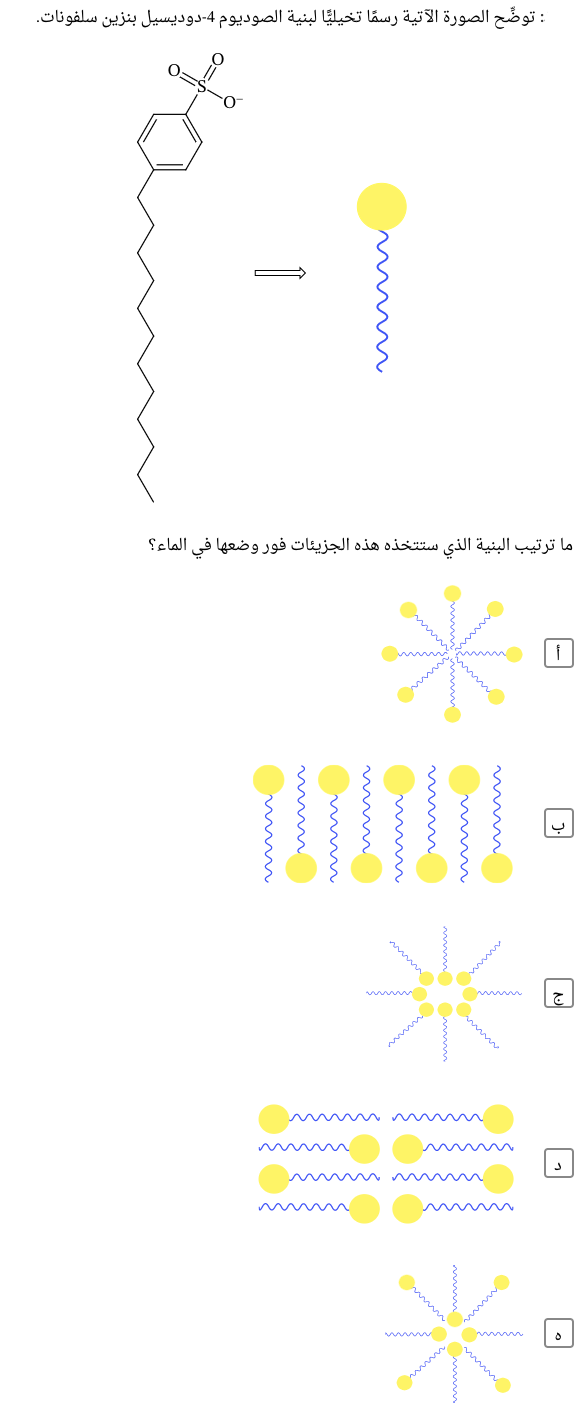 : توضِّح الصورة الآتية رسمًا تخيليًّا لبنية الصوديوم 4-دوديسيل بنزين سلفونات.
O
O
S
O⁻
ما ترتيب البنية الذي ستتخذه هذه الجزيئات فور وضعها في الماء؟
أ
ب
ج
د
ه